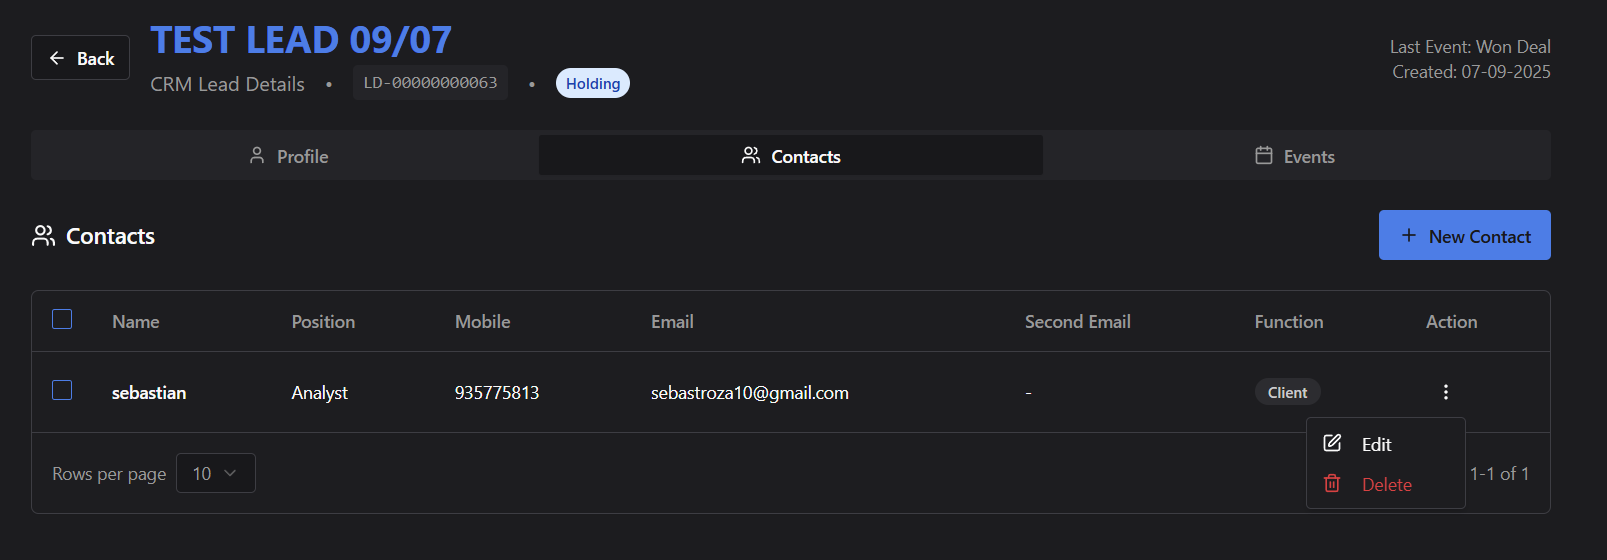 Back
TEST LEAD 09/07
CRM Lead Details • LD-00000000063 • Holding
Last Event: Won Deal
Created: 07-09-2025
Profile Contacts Events
Contacts
New Contact
Name Position Mobile Email Second Email Function Action
sebastian Analyst 935775813 sebastroza10@gmail.com - Client
Edit
Delete
Rows per page 10 1-1 of 1